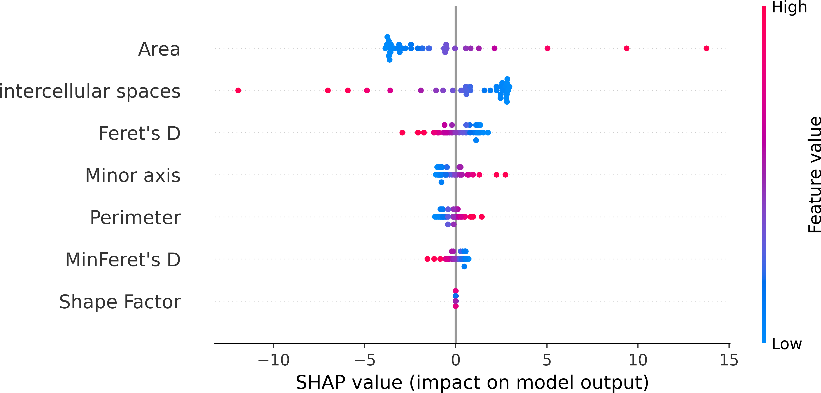 High
Area
intercellular spaces
Feret's D
Minor axis
Perimeter
MinFeret's D
Shape Factor
Low
Feature value
−10 −5 0 5 10 15
SHAP value (impact on model output)